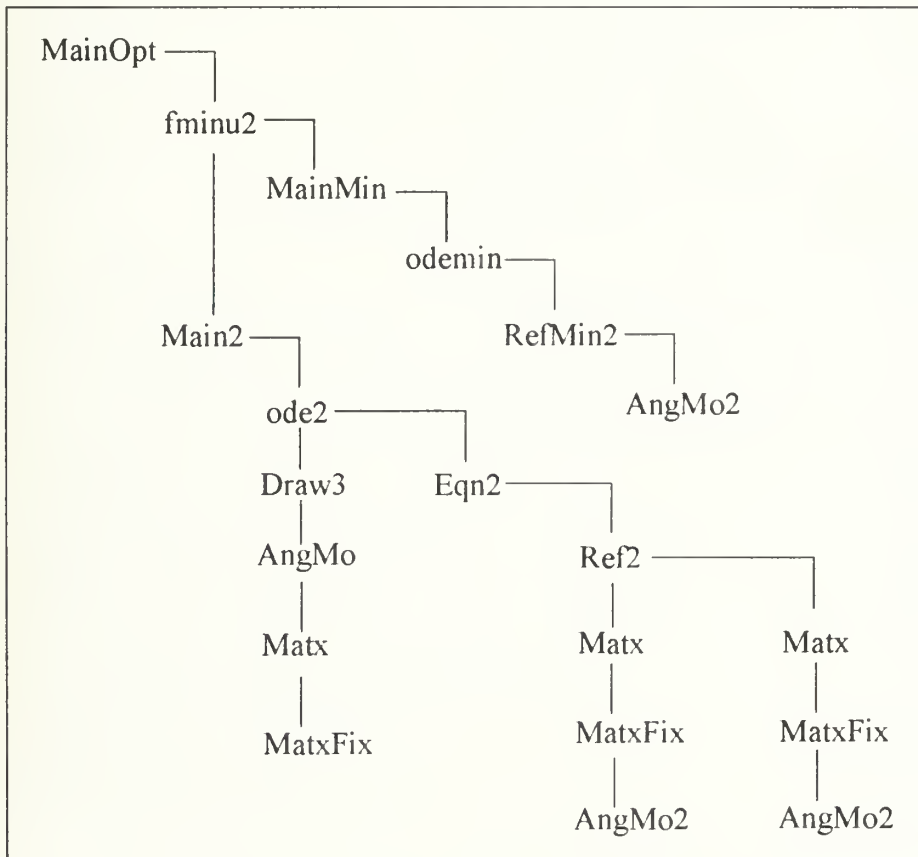 MainOpt
fminu2
MainMin
odemin
Main2
RefMin2
AngMo2
ode2
Draw3
Eqn2
AngMo
Ref2
Matx
Matx
Matx
MatxFix
MatxFix
MatxFix
AngMo2
AngMo2